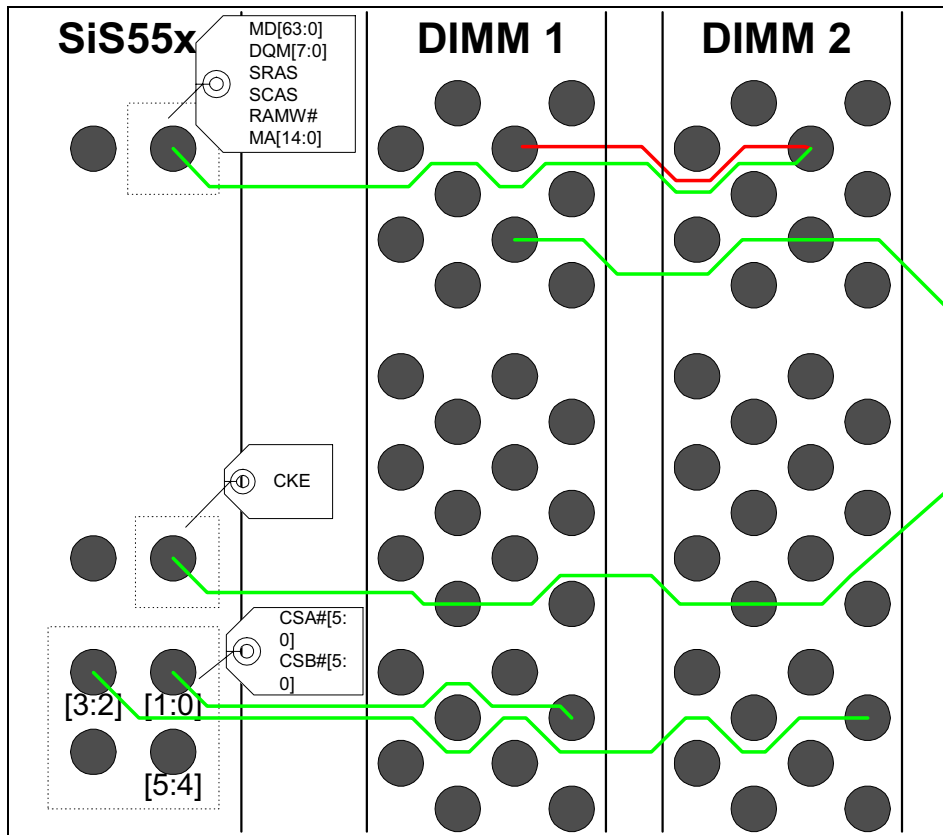 SiS55x
DIMM 1
DIMM 2
MD[63:0]
DQM[7:0]
SRAS
SCAS
RAMW#
MA[14:0]
CKE
CSA#[5:
0]
CSB#[5:
0]
[3:2] [1:0]
[5:4]